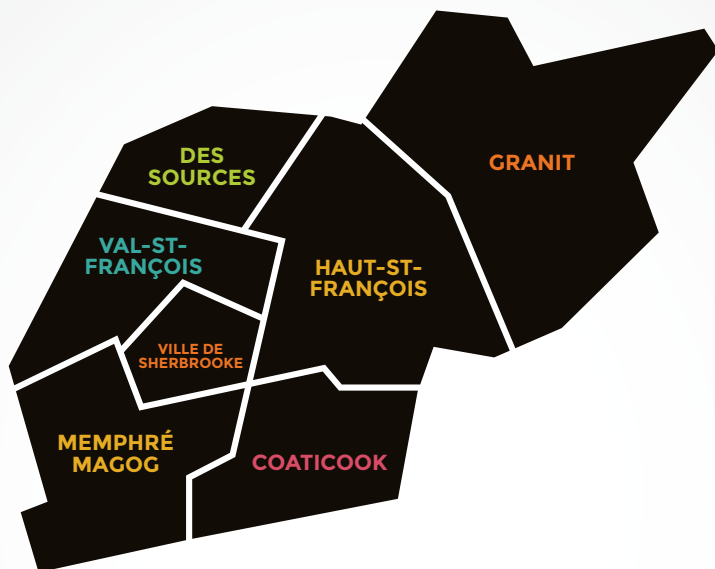 DES
SOURCES
GRANIT
VAL-ST-
FRANÇOIS
HAUT-ST-
FRANÇOIS
VILLE DE
SHERBROOKE
MEMPHRÉ
MAGOG
COATICOOK